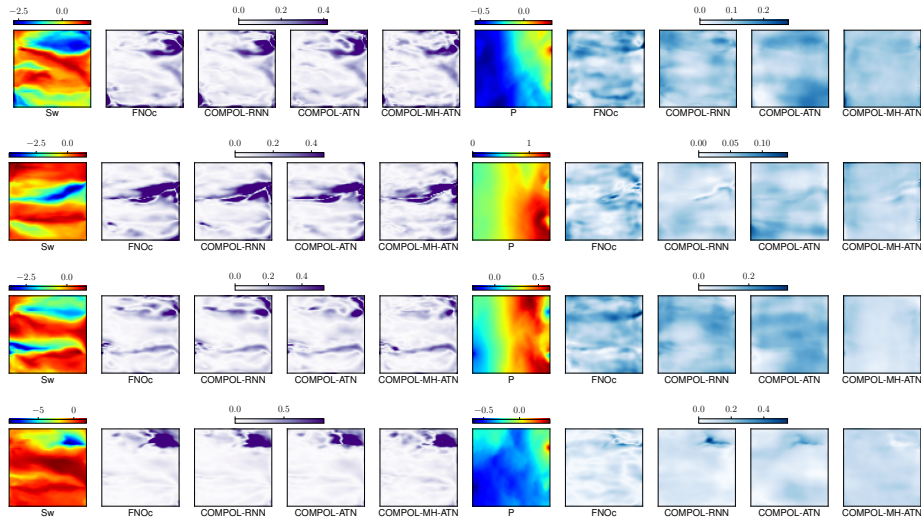 −2.5 0.0 0.0 0.2 0.4 −0.5 0.0 0.0 0.1 0.2
Sw FNOc COMPOL-RNN COMPOL-ATN COMPOL-MH-ATN P FNOc COMPOL-RNN COMPOL-ATN COMPOL-MH-ATN
−2.5 0.0 0.0 0.2 0.4 0 1 0.00 0.05 0.10
Sw FNOc COMPOL-RNN COMPOL-ATN COMPOL-MH-ATN P FNOc COMPOL-RNN COMPOL-ATN COMPOL-MH-ATN
−2.5 0.0 0.0 0.2 0.4 0.0 0.5 0.0 0.2
Sw FNOc COMPOL-RNN COMPOL-ATN COMPOL-MH-ATN P FNOc COMPOL-RNN COMPOL-ATN COMPOL-MH-ATN
−5 0 0.0 0.5 −0.5 0.0 0.0 0.2 0.4
Sw FNOc COMPOL-RNN COMPOL-ATN COMPOL-MH-ATN P FNOc COMPOL-RNN COMPOL-ATN COMPOL-MH-ATN